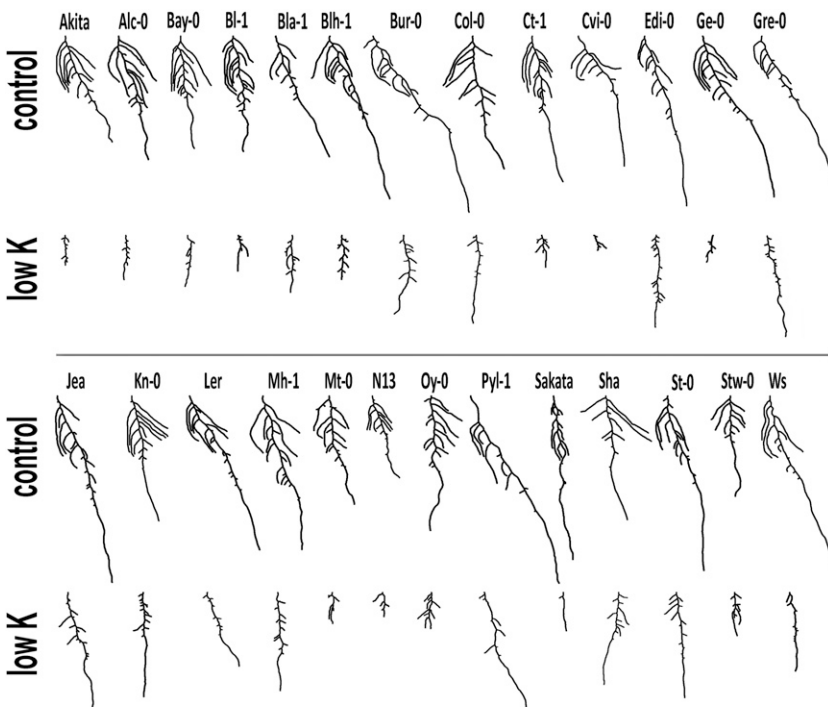 Akita Alc-0 Bay-0 Bl-1 Bla-1 Blh-1 Bur-0 Col-0 Ct-1 Cvi-0 Edi-0 Ge-0 Gre-0
control
low K
Jea Kn-0 Ler Mh-1 Mt-0 N13 Oy-0 Pyl-1 Sakata Sha St-0 Stw-0 Ws
control
low K